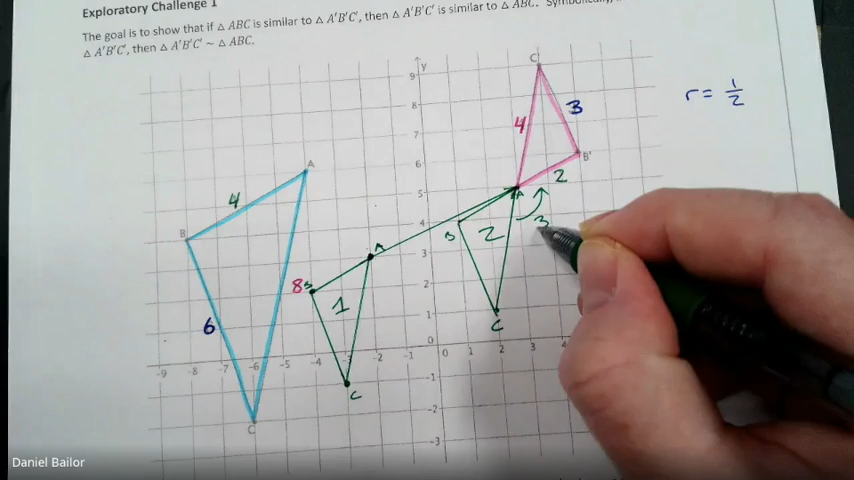 Exploratory Challenge 1
The goal is to show that if △ ABC is similar to △ A'B'C', then △ A'B'C' is similar to △ ABC. Symbolically,
△ A'B'C', then △ A'B'C' ~ △ ABC.
y
C'
9
r = 1/2
8
4
3
7
B'
A
6
2
4
5
A
B
4
B
2
3
A
3
8
B
2
1
6
1
C
0
-9 -8 -7 -6 -5 -4 -3 -2 -1 0 1 2 3 4
-1
C
-2
C
-3
Daniel Bailor